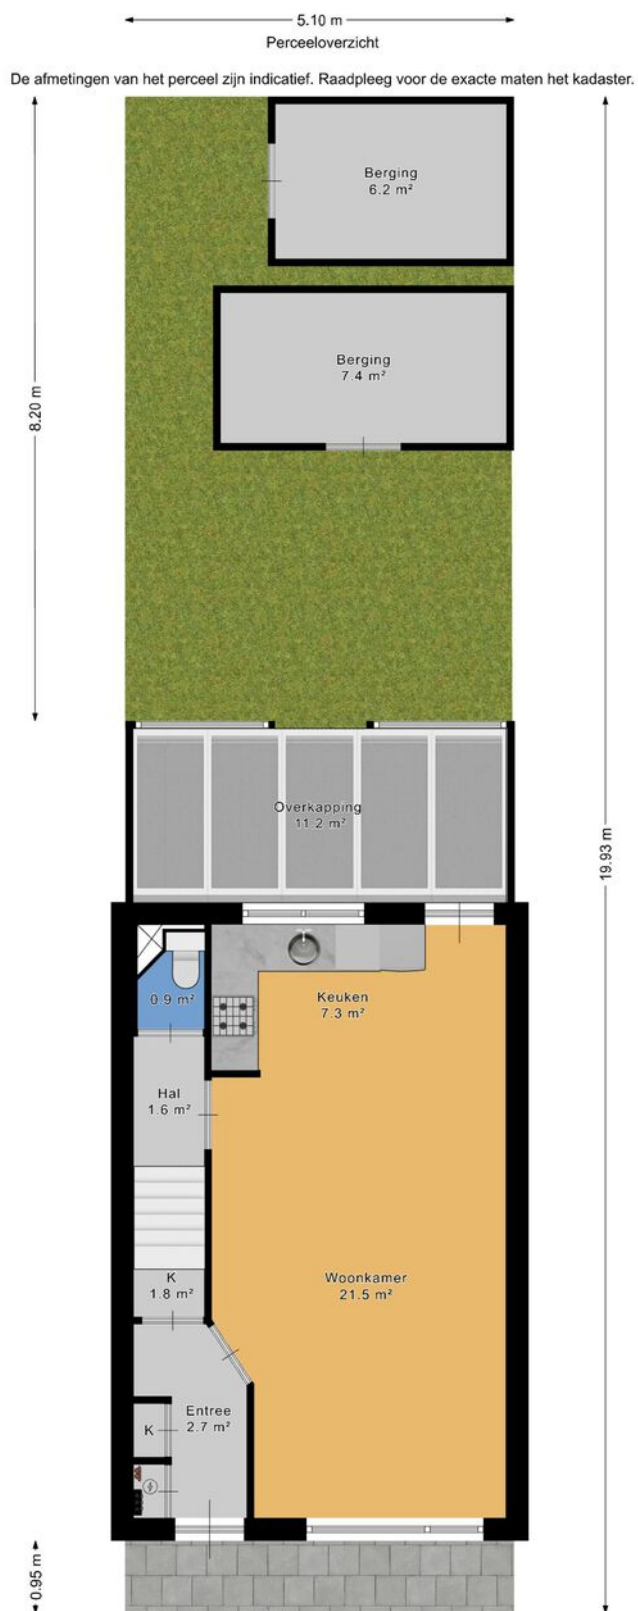 5.10 m
Perceeloverzicht
De afmetingen van het perceel zijn indicatief. Raadpleeg voor de exacte maten het kadaster.
Berging
6.2 m²
Berging
7.4 m²
8.20 m
Overkapping
11.2 m²
19.93 m
0.9 m²
Keuken
7.3 m²
Hal
1.6 m²
K
1.8 m²
Woonkamer
21.5 m²
Entree
2.7 m²
K
0.95 m